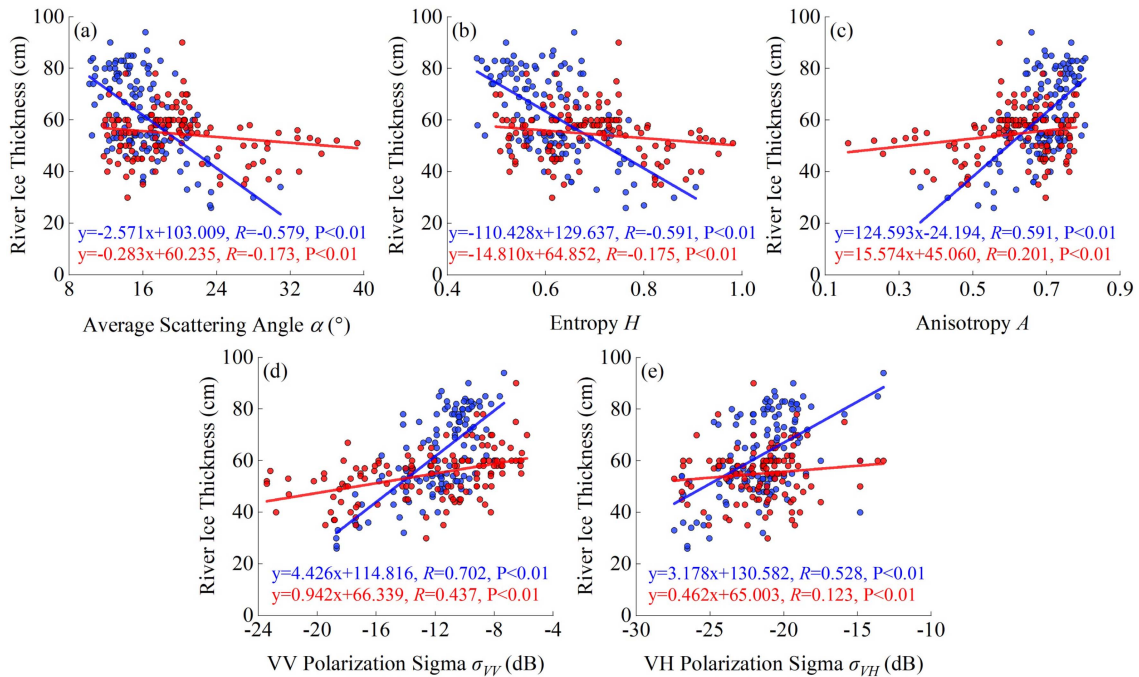 (a)
River Ice Thickness (cm)
100
80
60
40
20
0
y=-2.571x+103.009, R=-0.579, P<0.01
y=-0.283x+60.235, R=-0.173, P<0.01
8 16 24 32 40
Average Scattering Angle α (°)
(b)
River Ice Thickness (cm)
100
80
60
40
20
0
y=-110.428x+129.637, R=-0.591, P<0.01
y=-14.810x+64.852, R=-0.175, P<0.01
0.4 0.6 0.8 1.0
Entropy H
(c)
River Ice Thickness (cm)
100
80
60
40
20
0
y=124.593x-24.194, R=0.591, P<0.01
y=15.574x+45.060, R=0.201, P<0.01
0.1 0.3 0.5 0.7 0.9
Anisotropy A
(d)
River Ice Thickness (cm)
100
80
60
40
20
0
y=4.426x+114.816, R=0.702, P<0.01
y=0.942x+66.339, R=0.437, P<0.01
-24 -20 -16 -12 -8 -4
VV Polarization Sigma σVV (dB)
(e)
River Ice Thickness (cm)
100
80
60
40
20
0
y=3.178x+130.582, R=0.528, P<0.01
y=0.462x+65.003, R=0.123, P<0.01
-30 -25 -20 -15 -10
VH Polarization Sigma σVH (dB)